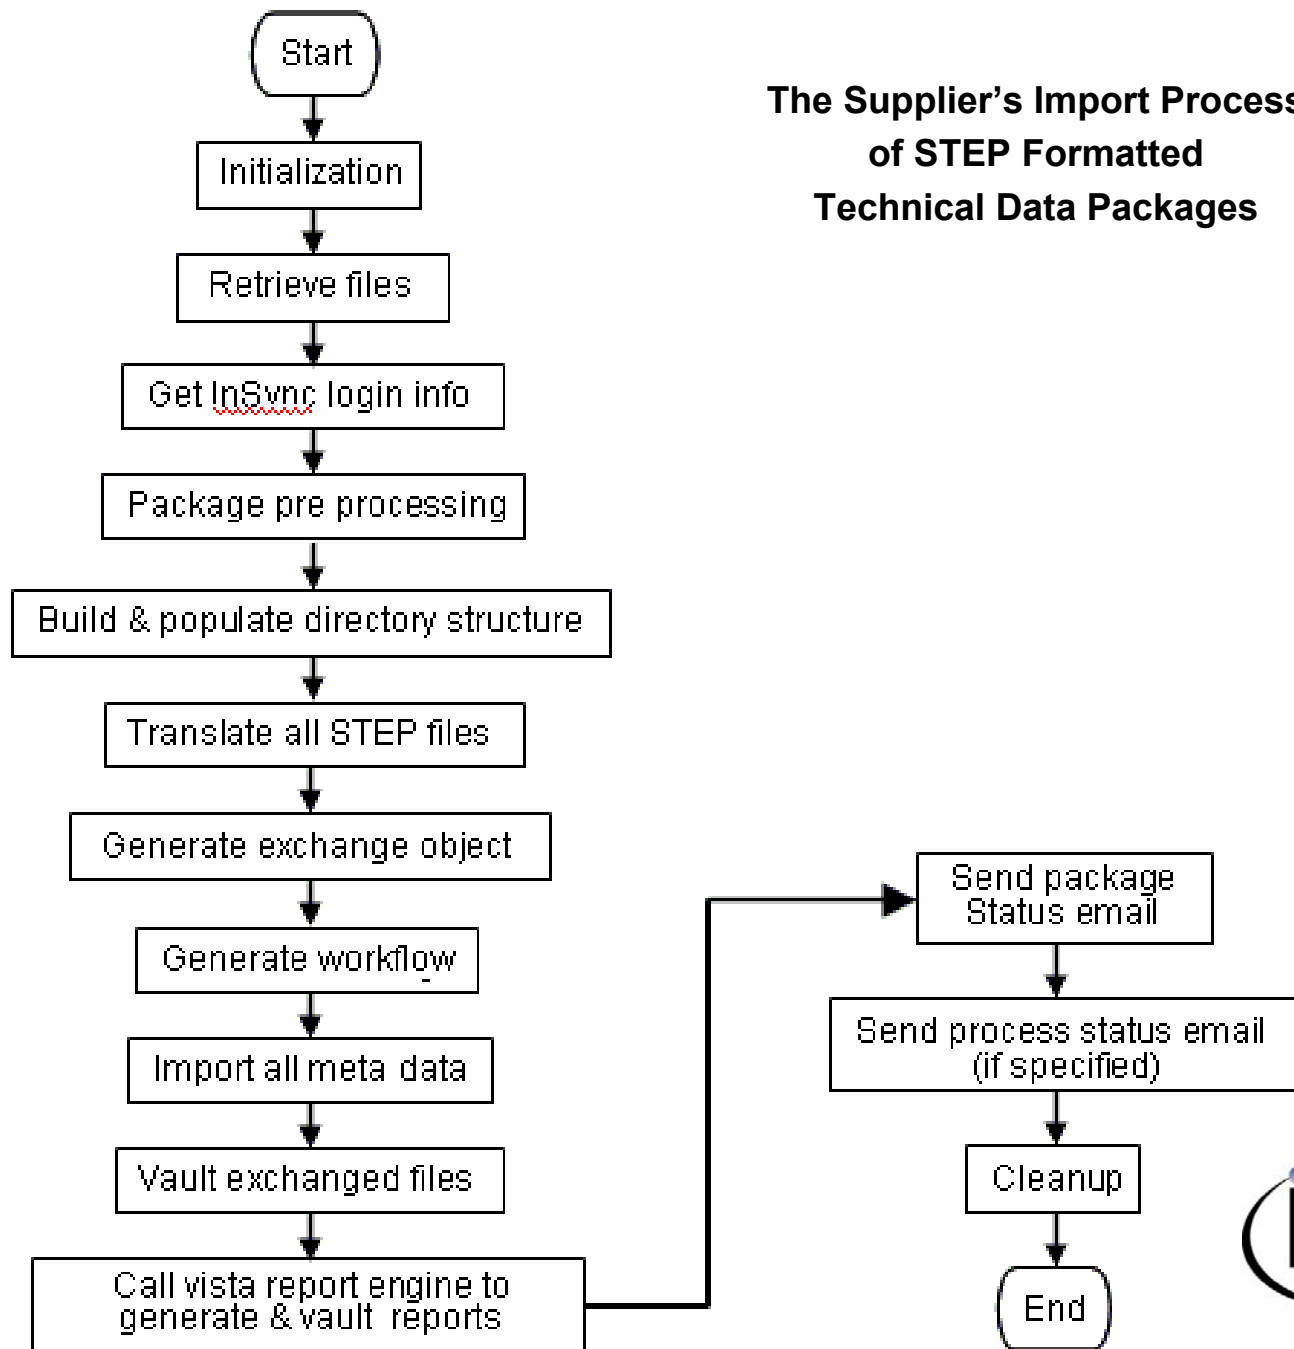 The Supplier's Import Process
of STEP Formatted
Technical Data Packages
Start
Initialization
Retrieve files
Get InSync login info
Package pre processing
Build & populate directory structure
Translate all STEP files
Generate exchange object
Generate workflow
Import all meta data
Vault exchanged files
Call vista report engine to
generate & vault reports
Send package
Status email
Send process status email
(if specified)
Cleanup
End